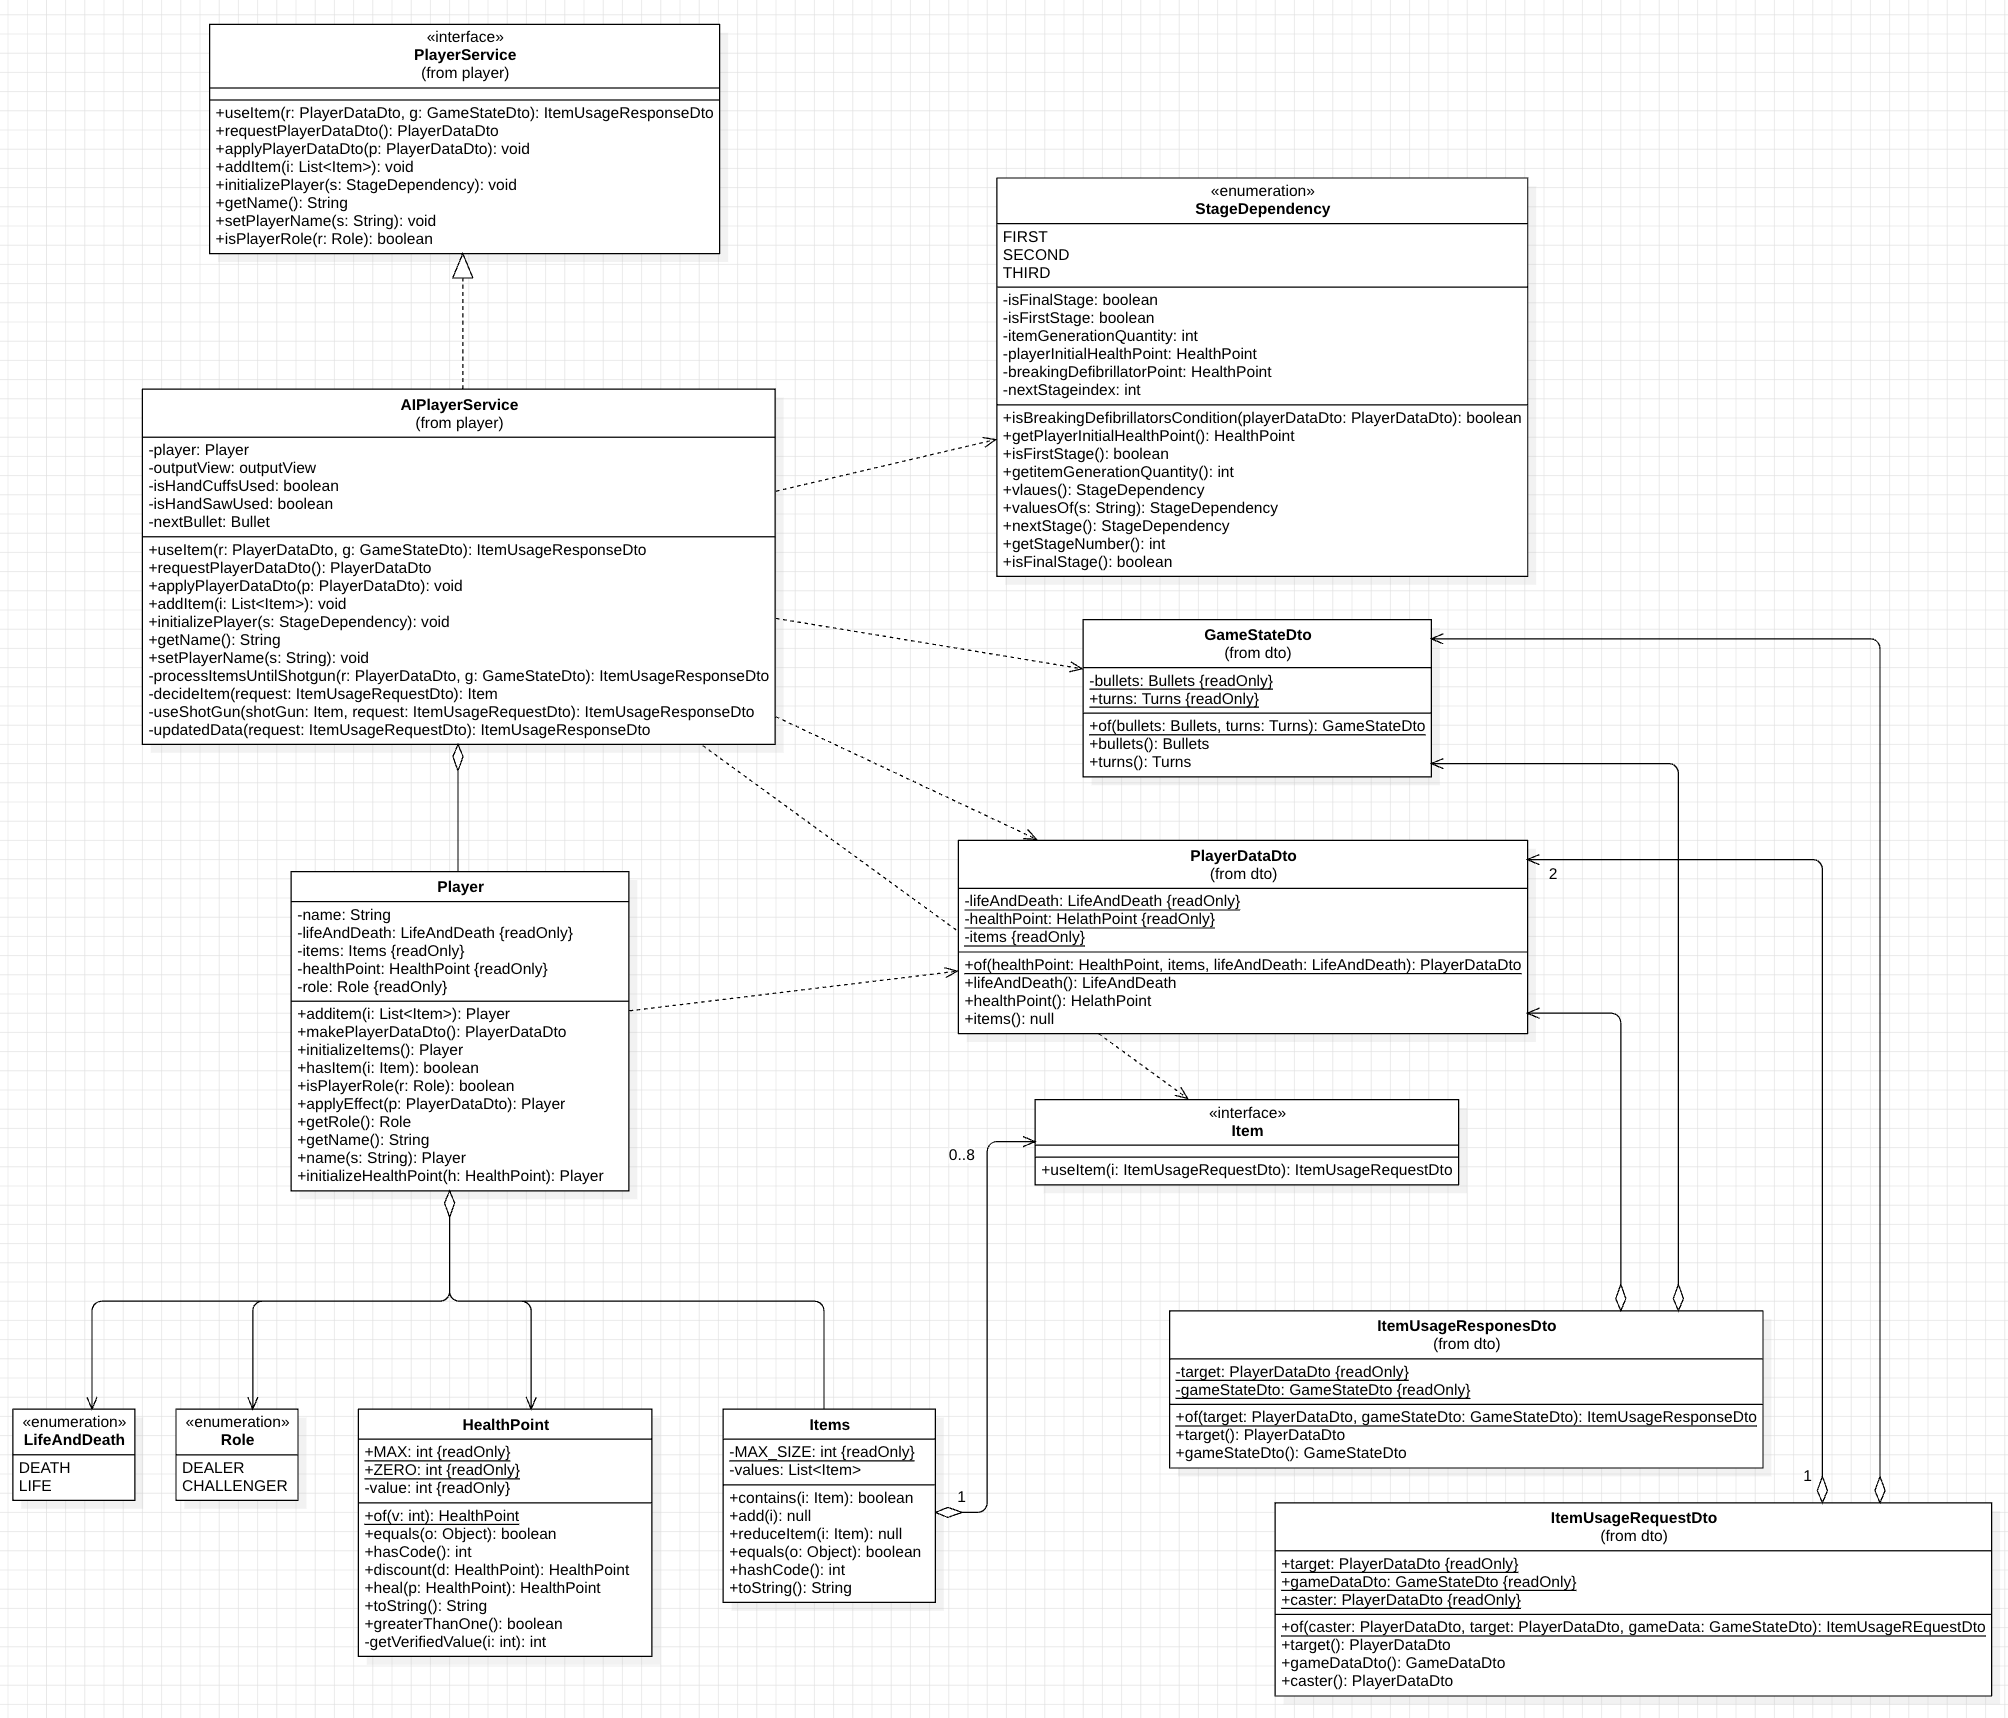 «interface»
PlayerService
(from player)
+useItem(r: PlayerDataDto, g: GameStateDto): ItemUsageResponseDto
+requestPlayerDataDto(): PlayerDataDto
+applyPlayerDataDto(p: PlayerDataDto): void
+addItem(i: List<Item>): void
+initializePlayer(s: StageDependency): void
+getName(): String
+setPlayerName(s: String): void
+isPlayerRole(r: Role): boolean
«enumeration»
StageDependency
FIRST
SECOND
THIRD
-isFinalStage: boolean
-isFirstStage: boolean
-itemGenerationQuantity: int
-playerInitialHealthPoint: HealthPoint
-breakingDefibrillatorPoint: HealthPoint
-nextStageindex: int
+isBreakingDefibrillatorsCondition(playerDataDto: PlayerDataDto): boolean
+getPlayerInitialHealthPoint(): HealthPoint
+isFirstStage(): boolean
+getitemGenerationQuantity(): int
+vlaues(): StageDependency
+valuesOf(s: String): StageDependency
+nextStage(): StageDependency
+getStageNumber(): int
+isFinalStage(): boolean
AIPlayerService
(from player)
-player: Player
-outputView: outputView
-isHandCuffsUsed: boolean
-isHandSawUsed: boolean
-nextBullet: Bullet
+useItem(r: PlayerDataDto, g: GameStateDto): ItemUsageResponseDto
+requestPlayerDataDto(): PlayerDataDto
+applyPlayerDataDto(p: PlayerDataDto): void
+addItem(i: List<Item>): void
+initializePlayer(s: StageDependency): void
+getName(): String
+setPlayerName(s: String): void
-processItemsUntilShotgun(r: PlayerDataDto, g: GameStateDto): ItemUsageResponseDto
-decideItem(request: ItemUsageRequestDto): Item
-useShotGun(shotGun: Item, request: ItemUsageRequestDto): ItemUsageResponseDto
-updatedData(request: ItemUsageRequestDto): ItemUsageResponseDto
GameStateDto
(from dto)
-bullets: Bullets {readOnly}
+turns: Turns {readOnly}
+of(bullets: Bullets, turns: Turns): GameStateDto
+bullets(): Bullets
+turns(): Turns
PlayerDataDto
(from dto)
-lifeAndDeath: LifeAndDeath {readOnly}
-healthPoint: HelathPoint {readOnly}
-items {readOnly}
+of(healthPoint: HealthPoint, items, lifeAndDeath: LifeAndDeath): PlayerDataDto
+lifeAndDeath(): LifeAndDeath
+healthPoint(): HelathPoint
+items(): null
2
Player
-name: String
-lifeAndDeath: LifeAndDeath {readOnly}
-items: Items {readOnly}
-healthPoint: HealthPoint {readOnly}
-role: Role {readOnly}
+additem(i: List<Item>): Player
+makePlayerDataDto(): PlayerDataDto
+initializeItems(): Player
+hasItem(i: Item): boolean
+isPlayerRole(r: Role): boolean
+applyEffect(p: PlayerDataDto): Player
+getRole(): Role
+getName(): String
+name(s: String): Player
+initializeHealthPoint(h: HealthPoint): Player
«interface»
Item
+useItem(i: ItemUsageRequestDto): ItemUsageRequestDto
0..8
ItemUsageResponesDto
(from dto)
-target: PlayerDataDto {readOnly}
-gameStateDto: GameStateDto {readOnly}
+of(target: PlayerDataDto, gameStateDto: GameStateDto): ItemUsageResponseDto
+target(): PlayerDataDto
+gameStateDto(): GameStateDto
«enumeration»
LifeAndDeath
DEATH
LIFE
«enumeration»
Role
DEALER
CHALLENGER
HealthPoint
+MAX: int {readOnly}
+ZERO: int {readOnly}
-value: int {readOnly}
+of(v: int): HealthPoint
+equals(o: Object): boolean
+hasCode(): int
+discount(d: HealthPoint): HealthPoint
+heal(p: HealthPoint): HealthPoint
+toString(): String
+greaterThanOne(): boolean
-getVerifiedValue(i: int): int
Items
-MAX_SIZE: int {readOnly}
-values: List<Item>
+contains(i: Item): boolean
+add(i): null
+reduceItem(i: Item): null
+equals(o: Object): boolean
+hashCode(): int
+toString(): String
1
1
ItemUsageRequestDto
(from dto)
+target: PlayerDataDto {readOnly}
+gameDataDto: GameStateDto {readOnly}
+caster: PlayerDataDto {readOnly}
+of(caster: PlayerDataDto, target: PlayerDataDto, gameData: GameStateDto): ItemUsageREquestDto
+target(): PlayerDataDto
+gameDataDto(): GameDataDto
+caster(): PlayerDataDto